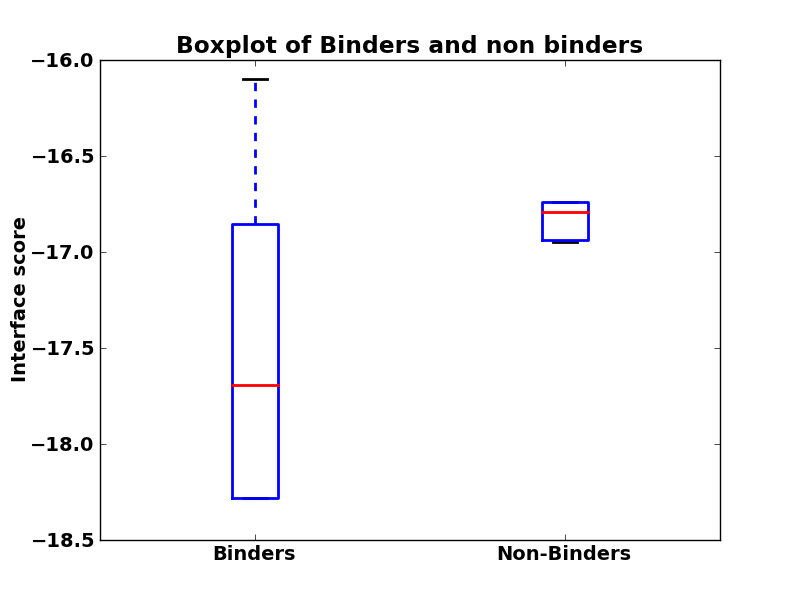 Boxplot of Binders and non binders
−16.0
−16.5
−17.0
−17.5
−18.0
−18.5
Interface score
Binders
Non-Binders